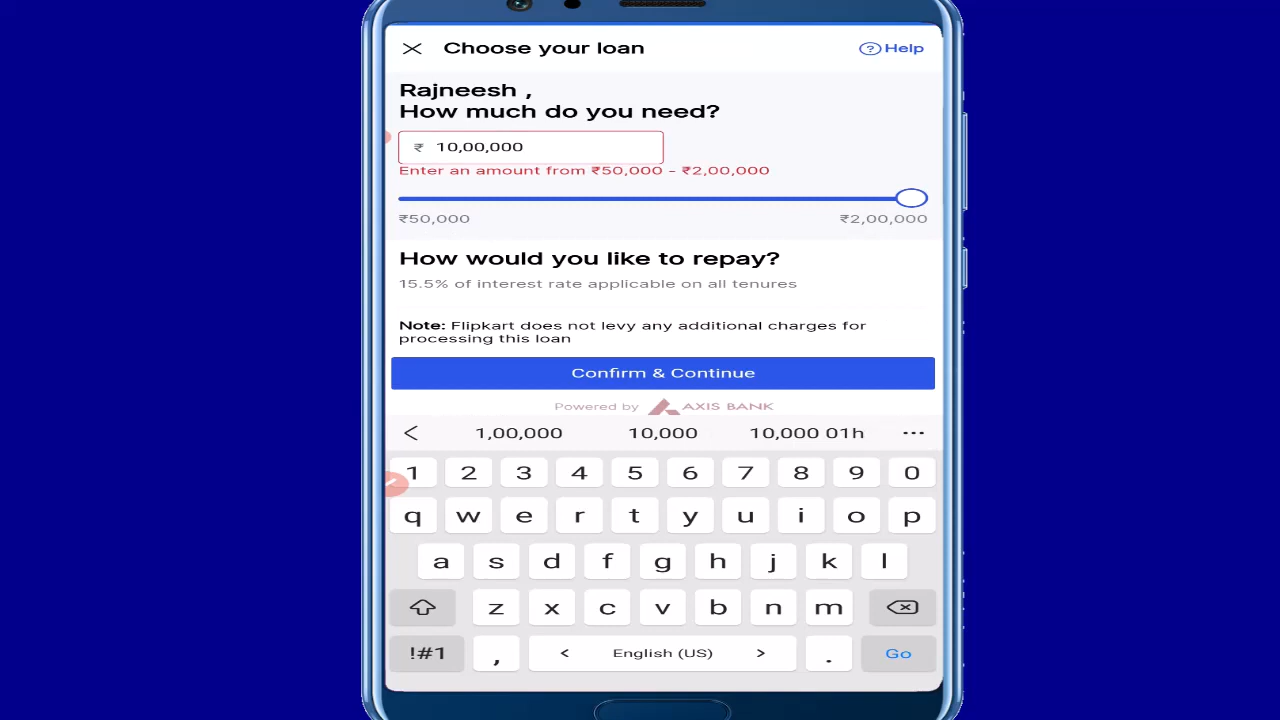 Choose your loan
? Help
Rajneesh ,
How much do you need?
₹ 10,00,000
Enter an amount from ₹50,000 - ₹2,00,000
₹50,000 ₹2,00,000
How would you like to repay?
15.5% of interest rate applicable on all tenures
Note: Flipkart does not levy any additional charges for
processing this loan
Confirm & Continue
Powered by AXIS BANK
< 1,00,000 10,000 10,000 01h ...
1 2 3 4 5 6 7 8 9 0
q w e r t y u i o p
a s d f g h j k l
z x c v b n m
!#1 , < English (US) > . Go